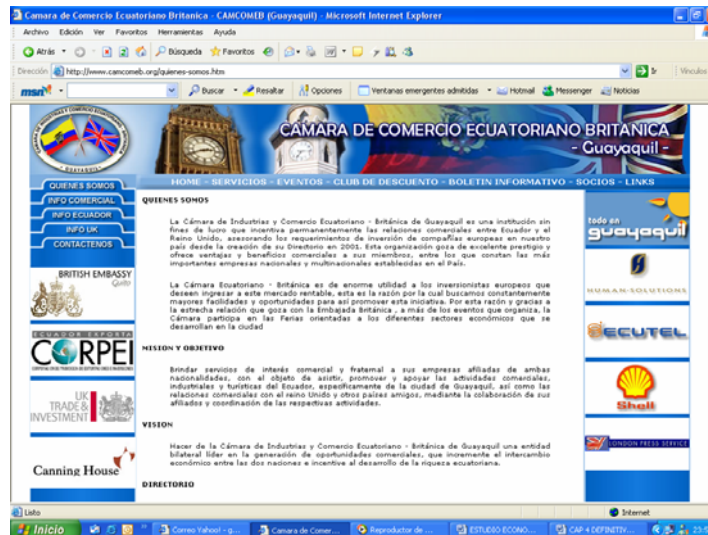 Camara de Comercio Ecuatoriano Britanica - CAMCOMEB (Guayaquil) - Microsoft Internet Explorer
Archivo Edición Ver Favoritos Herramientas Ayuda
Atrás Búsqueda Favoritos
Dirección http://www.camcomeb.org/quienes-somos.htm Ir Vínculos
msn Buscar Resaltar Opciones Ventanas emergentes admitidas Hotmail Messenger Noticias
CAMARA DE COMERCIO ECUATORIANO BRITANICA
- Guayaquil -
HOME - SERVICIOS - EVENTOS - CLUB DE DESCUENTO - BOLETIN INFORMATIVO - SOCIOS - LINKS
QUIENES SOMOS
INFO COMERCIAL
INFO ECUADOR
INFO UK
CONTACTENOS
BRITISH EMBASSY
Quito
ECUADOR EXPORTA
CORPEI
UK
TRADE &
INVESTMENT
Canning House
QUIENES SOMOS
La Cámara de Industrias y Comercio Ecuatoriano - Británica de Guayaquil es una institución sin
fines de lucro que incentiva permanentemente las relaciones comerciales entre Ecuador y el
Reino Unido, asesorando los requerimientos de inversión de compañías europeas en nuestro
país desde la creación de su Directorio en 2001. Esta organización goza de excelente prestigio y
ofrece ventajas y beneficios comerciales a sus miembros, entre los que constan las más
importantes empresas nacionales y multinacionales establecidas en el País.
La Cámara Ecuatoriano - Británica es de enorme utilidad a los inversionistas europeos que
deseen ingresar a este mercado rentable, esta es la razón por la cual buscamos constantemente
mayores facilidades y oportunidades para así promover esta iniciativa. Por esta razón y gracias a
la estrecha relación que goza con la Embajada Británica , a más de los eventos que organiza, la
Cámara participa en las Ferias orientadas a los diferentes sectores económicos que se
desarrollan en la ciudad
MISION Y OBJETIVO
Brindar servicios de interés comercial y fraternal a sus empresas afiliadas de ambas
nacionalidades, con el objeto de asistir, promover y apoyar las actividades comerciales,
industriales y turísticas del Ecuador, específicamente de la ciudad de Guayaquil, así como las
relaciones comerciales con el reino Unido y otros países amigos, mediante la colaboración de sus
afiliados y coordinación de las respectivas actividades.
VISION
Hacer de la Cámara de Industrias y Comercio Ecuatoriano - Británica de Guayaquil una entidad
bilateral líder en la generación de oportunidades comerciales, que incremente el intercambio
económico entre las dos naciones e incentive al desarrollo de la riqueza ecuatoriana.
DIRECTORIO
todo en
guayaquil
HUMAN-SOLUTIONS
ECUTEL
Shell
LONDON PRESS SERVICE
Listo Internet
Inicio Correo Yahoo! - g... Camara de Comer... Reproductor de ... ESTUDIO ECONO... CAP 4 DEFINITIV...